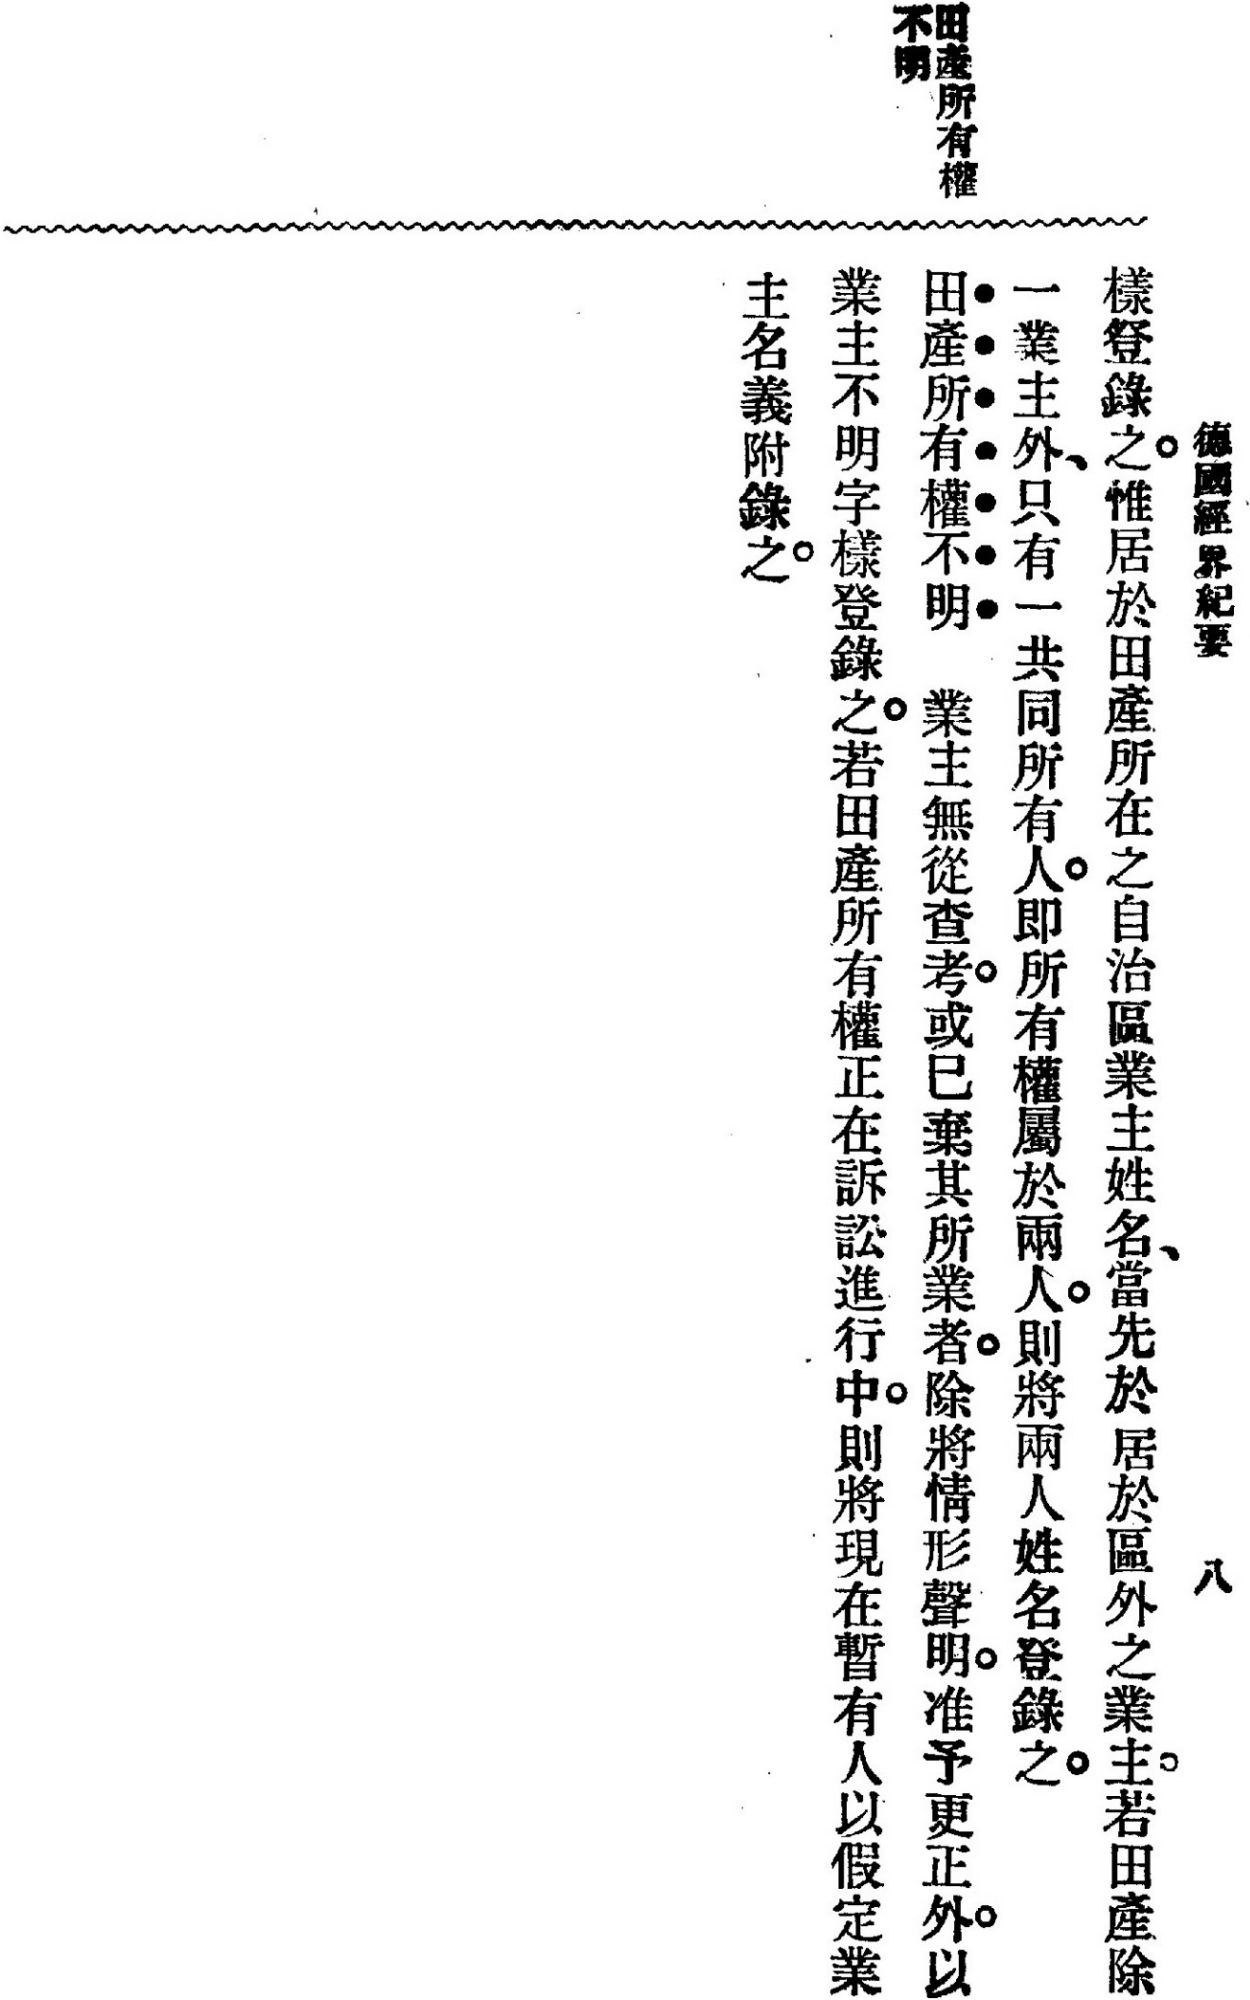 德國經界紀要
八
田產所有權
不明
樣登錄之。惟居於田產所在之自治區業主姓名、當先於居於區外之業主。若田產除
一業主外、只有一共同所有人。即所有權屬於兩人。則將兩人姓名登錄之。
田產所有權不明　業主無從查考。或已棄其所業者。除將情形聲明。准予更正外。以
業主不明字樣登錄之。若田產所有權正在訴訟進行中。則將現在暫有人以假定業
主名義附錄之。